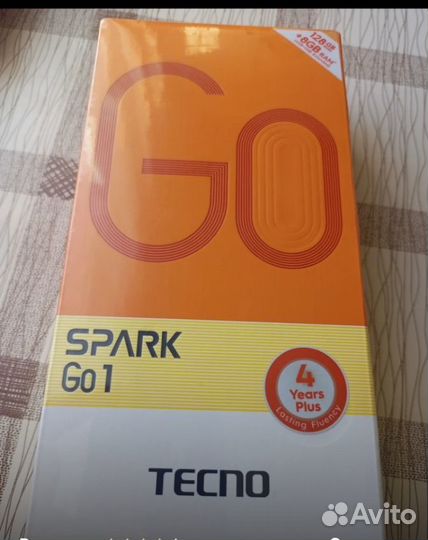 128GB
+8GB RAM*
Go
SPARK
Go 1
4
Years
Plus
Lasting Fluency
TECNO
Avito